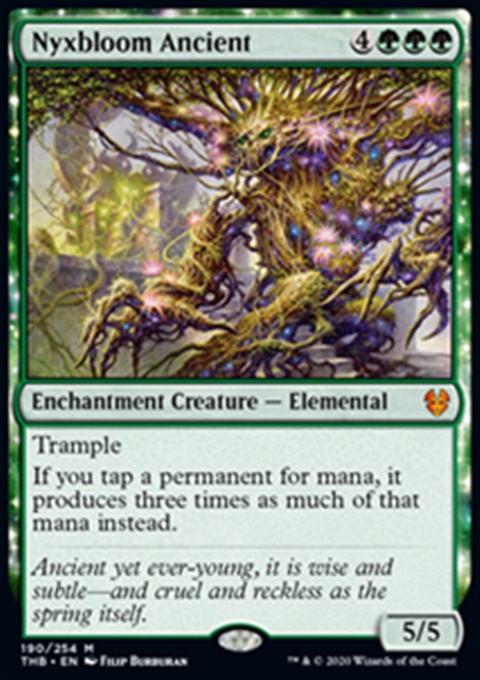 Nyxbloom Ancient 4
Enchantment Creature — Elemental
Trample
If you tap a permanent for mana, it
produces three times as much of that
mana instead.
Ancient yet ever-young, it is wise and
subtle—and cruel and reckless as the
spring itself.
5/5
190/254 M
THB • EN Filip Burburan
™ & © 2020 Wizards of the Coast